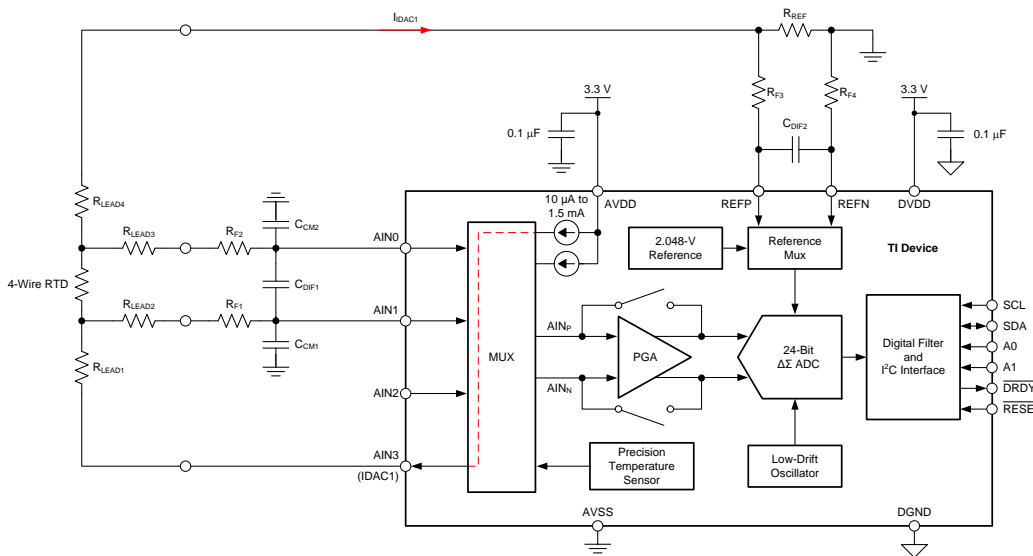 IIDAC1
RREF
3.3 V
3.3 V
RF3
RF4
0.1 μF
CDIF2
0.1 μF
RLEAD4
10 μA to
1.5 mA
AVDD
REFP
REFN
DVDD
CCM2
RLEAD3
RF2
AIN0
2.048-V
Reference
Reference
Mux
TI Device
4-Wire RTD
CDIF1
RLEAD2
RF1
AIN1
SCL
SDA
A0
A1
DRDY
RESE
CCM1
MUX
AINP
PGA
24-Bit
ΔΣ ADC
Digital Filter
and
I2C Interface
RLEAD1
AINN
AIN2
AIN3
(IDAC1)
Precision
Temperature
Sensor
Low-Drift
Oscillator
AVSS
DGND